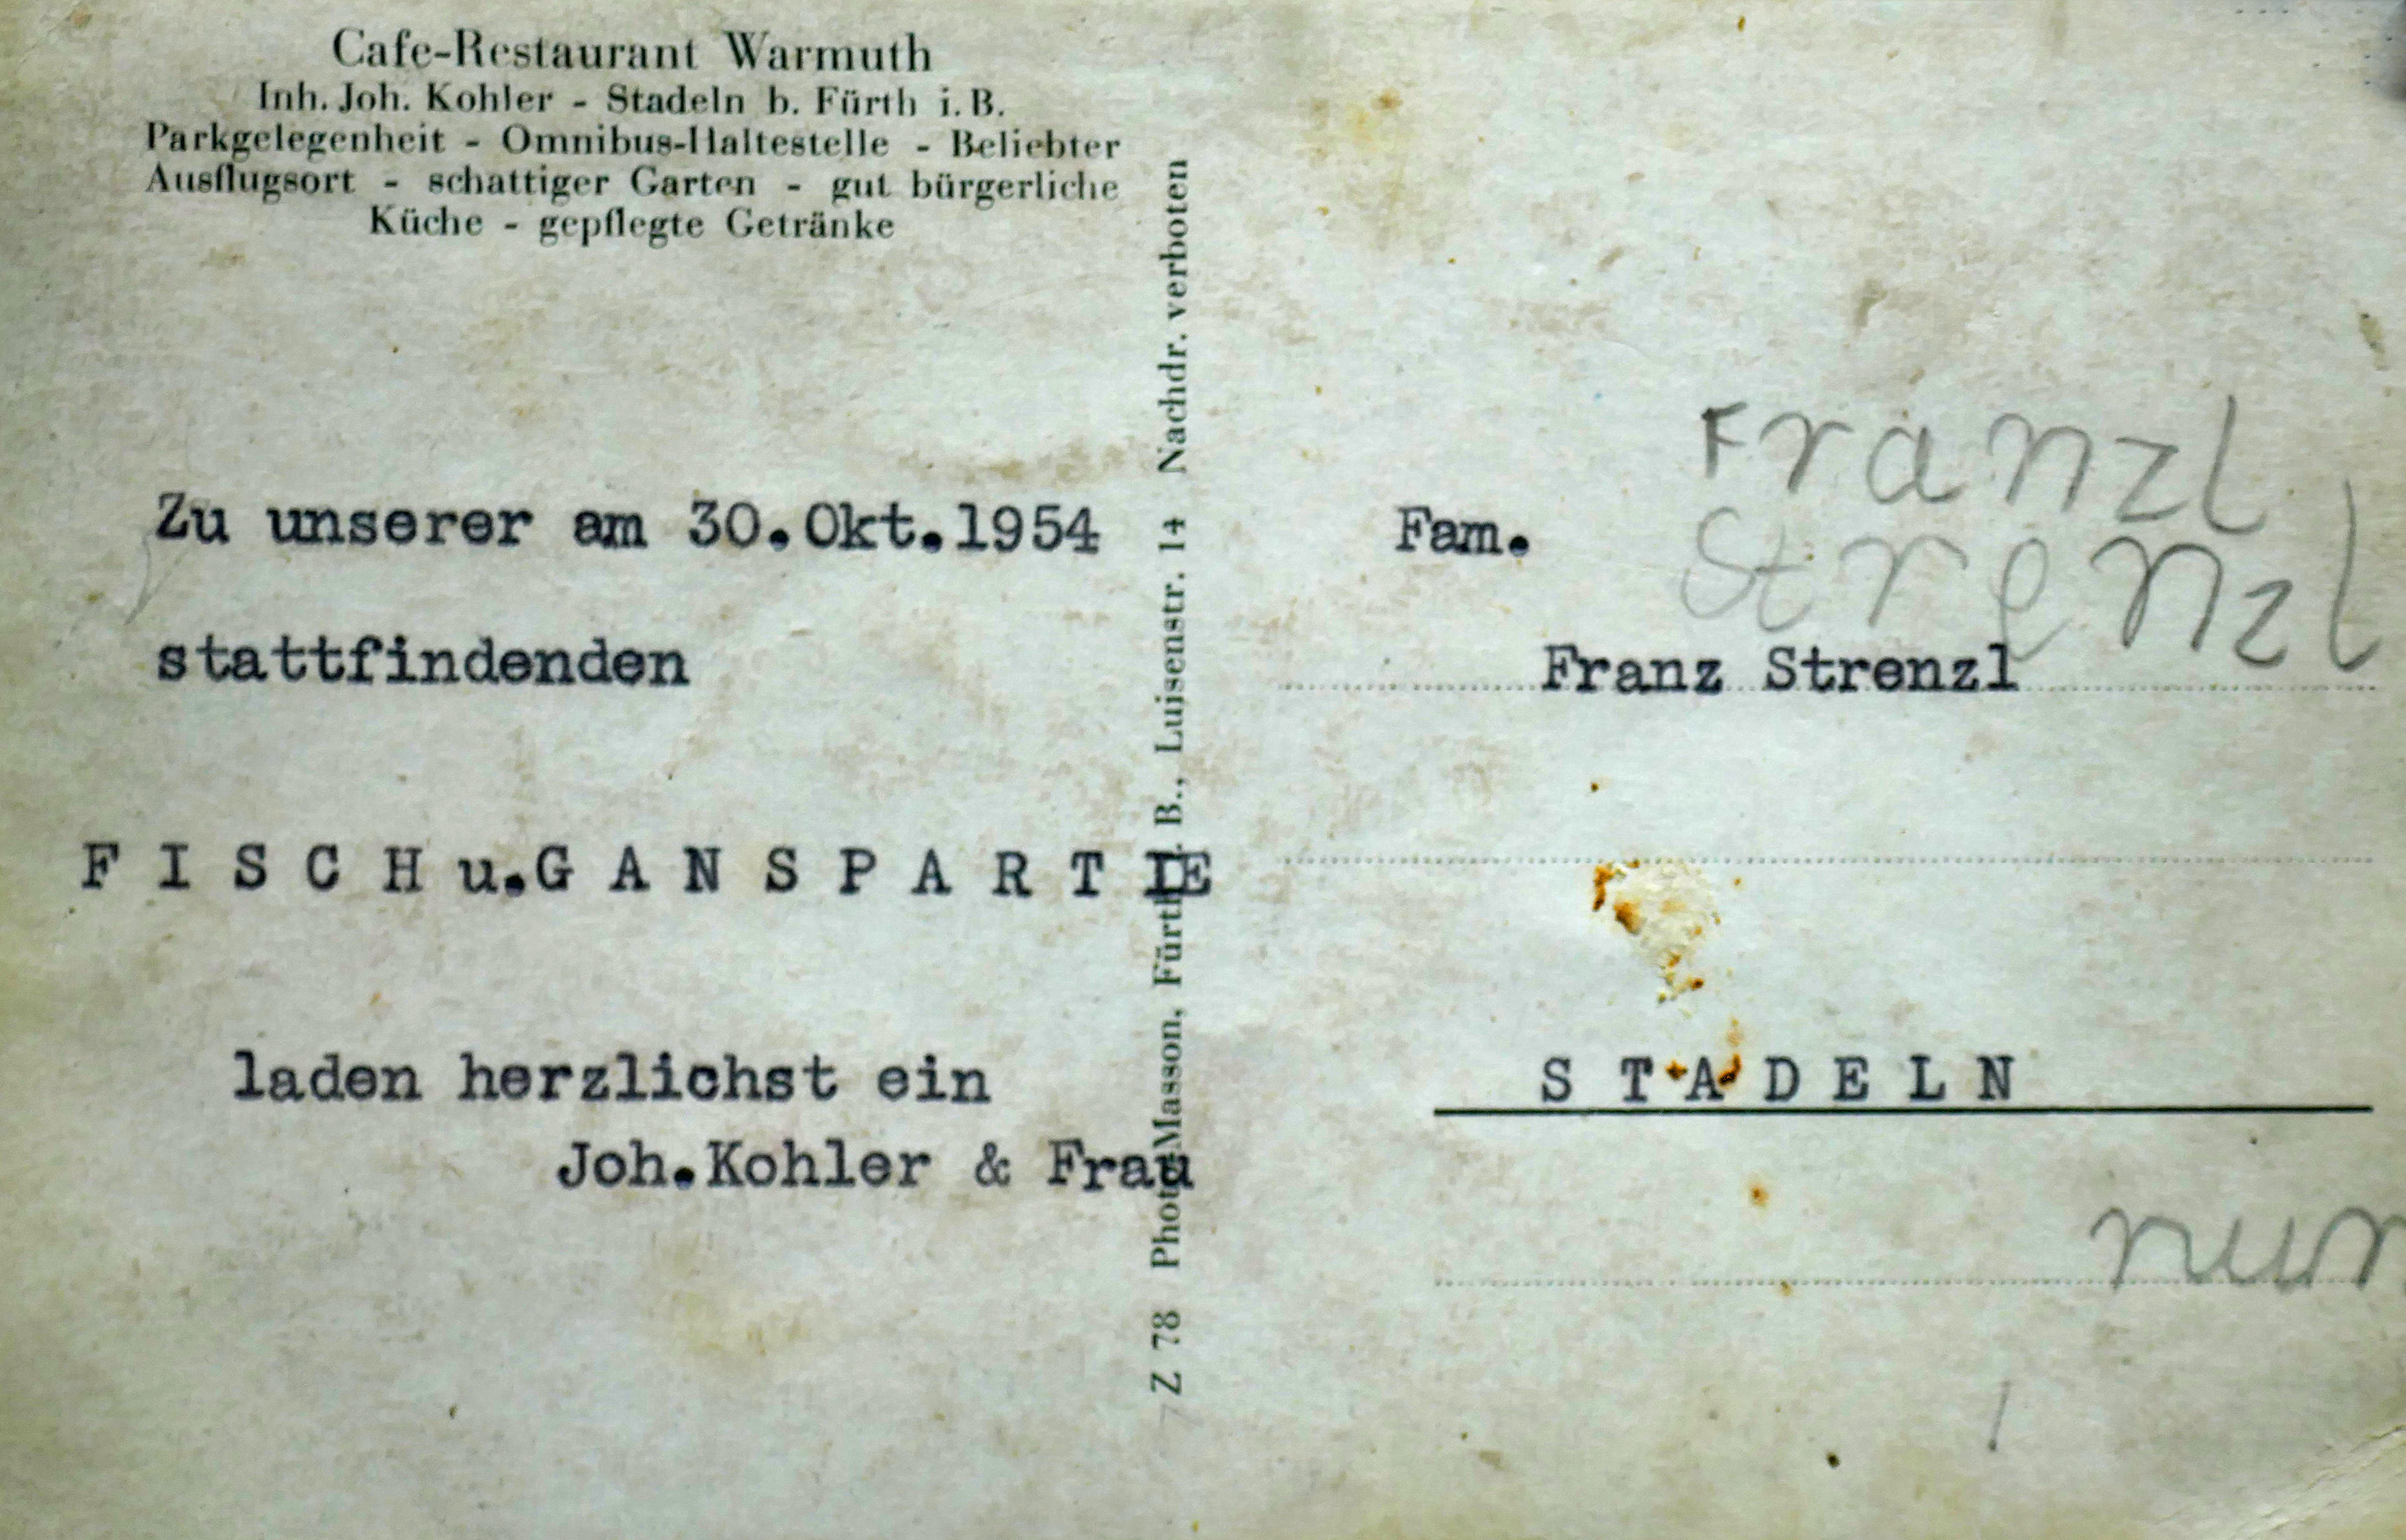 Cafe-Restaurant Warmuth
Inh. Joh. Kohler - Stadeln b. Fürth i. B.
Parkgelegenheit - Omnibus-Haltestelle - Beliebter
Ausflugsort - schattiger Garten - gut bürgerliche
Küche - gepflegte Getränke
Zu unserer am 30.Okt.1954
stattfindenden
F I S C H u.G A N S P A R T IE
laden herzlichst ein
Joh.Kohler & Frau
Z 78 Photo-Masson, Fürth i. B., Luisenstr. 14 Nachdr. verboten
Franzl
Strenzl
Fam.
Franz Strenzl
S T A D E L N
nur